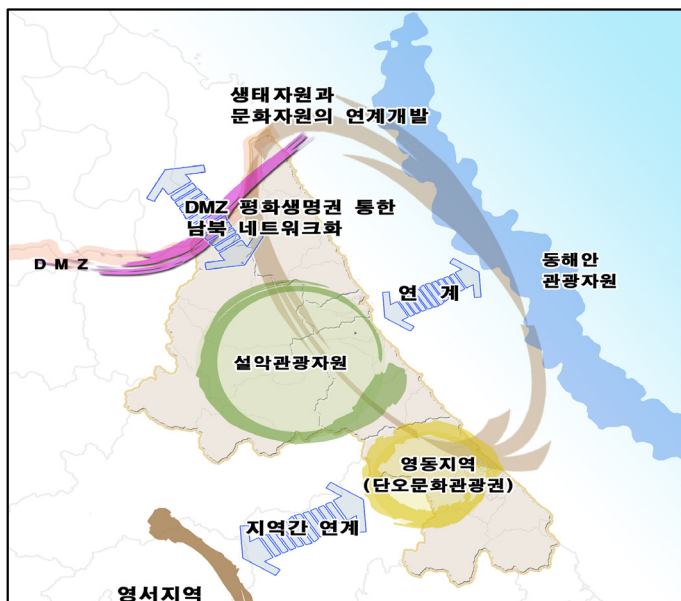 생태자원과
문화자원의 연계개발
DMZ 평화생명권 통한
남북 네트워크화
D M Z
동해안
관광자원
연 계
설악관광자원
영동지역
(단오문화관광권)
지역간 연계
영서지역